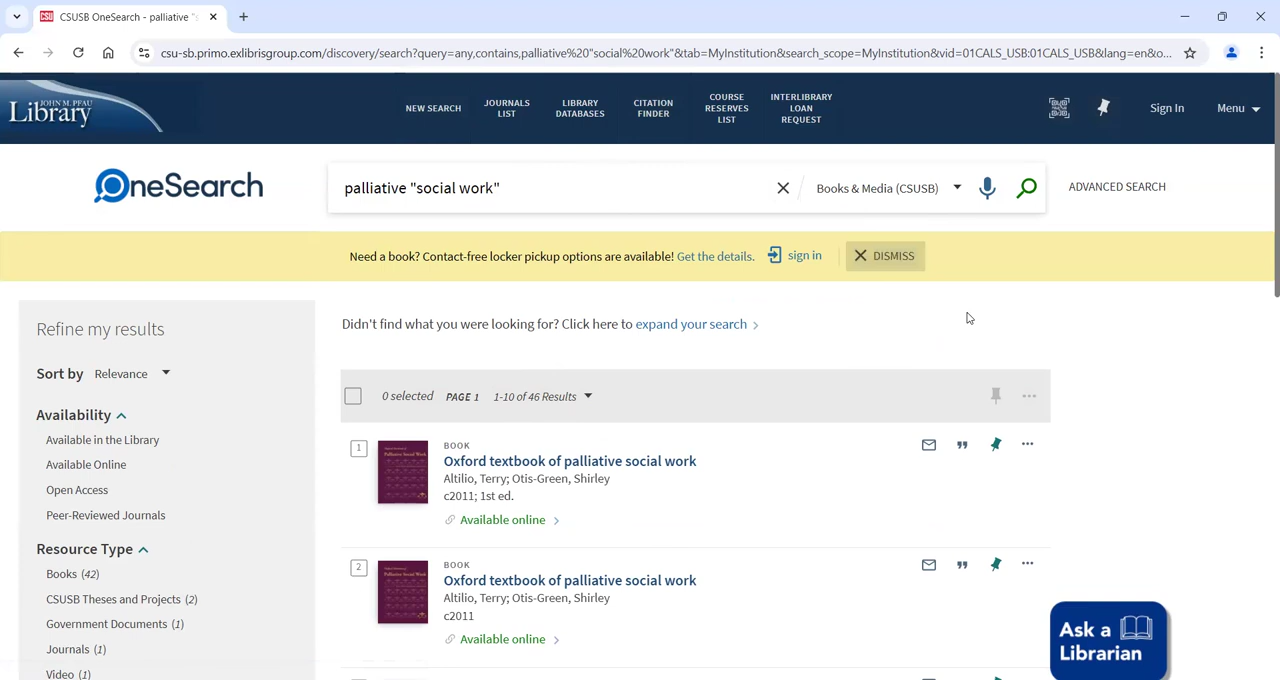 CSUSB OneSearch - palliative "s
csu-sb.primo.exlibrisgroup.com/discovery/search?query=any,contains,palliative%20"social%20work"&tab=MyInstitution&search_scope=MyInstitution&vid=01CALS_USB:01CALS_USB&lang=en&o...
JOHN M. PFAU
Library
NEW SEARCH
JOURNALS
LIST
LIBRARY
DATABASES
CITATION
FINDER
COURSE
RESERVES
LIST
INTERLIBRARY
LOAN
REQUEST
Sign In
Menu
OneSearch
palliative "social work"
Books & Media (CSUSB)
ADVANCED SEARCH
Need a book? Contact-free locker pickup options are available! Get the details.
sign in
DISMISS
Refine my results
Sort by Relevance
Availability
Available in the Library
Available Online
Open Access
Peer-Reviewed Journals
Resource Type
Books (42)
CSUSB Theses and Projects (2)
Government Documents (1)
Journals (1)
Video (1)
Didn't find what you were looking for? Click here to expand your search
0 selected PAGE 1 1-10 of 46 Results
1
BOOK
Oxford textbook of palliative social work
Altilio, Terry; Otis-Green, Shirley
c2011; 1st ed.
Available online
2
BOOK
Oxford textbook of palliative social work
Altilio, Terry; Otis-Green, Shirley
c2011
Available online
Ask a
Librarian